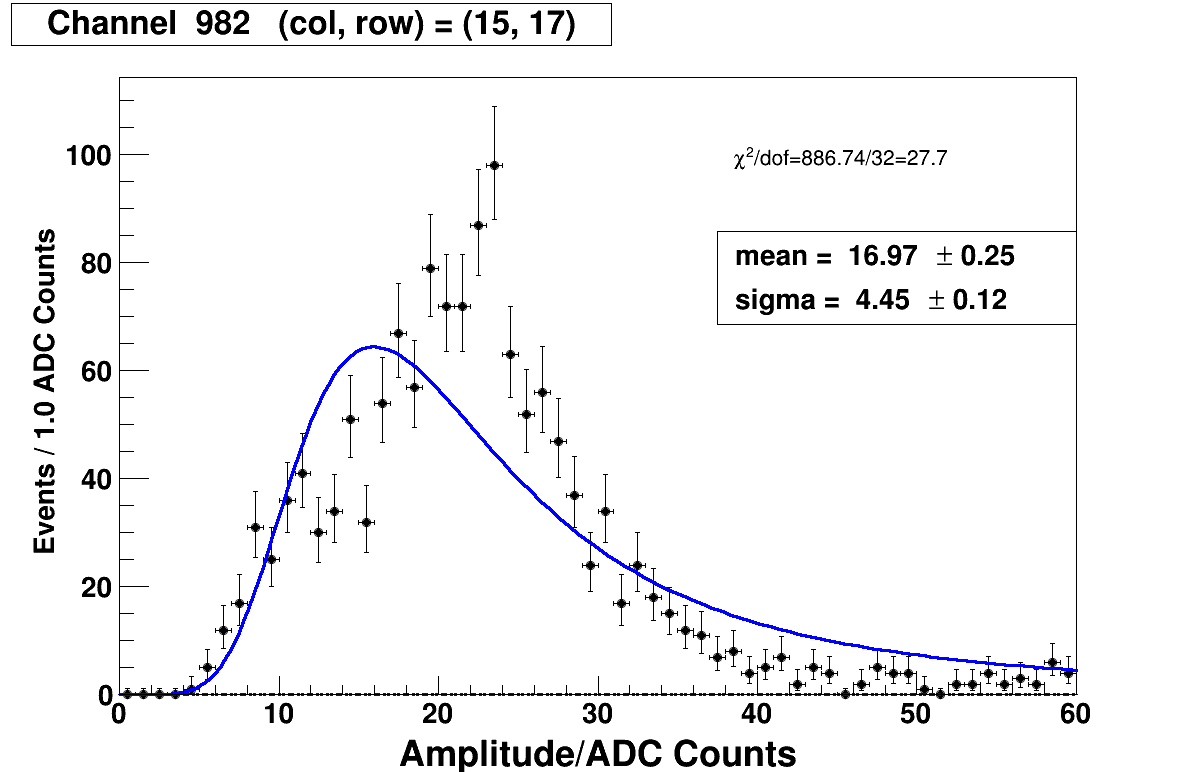 Channel 982 (col, row) = (15, 17)
χ²/dof=886.74/32=27.7
mean = 16.97 ± 0.25
sigma = 4.45 ± 0.12
Events / 1.0 ADC Counts
100
80
60
40
20
0
0 10 20 30 40 50 60
Amplitude/ADC Counts